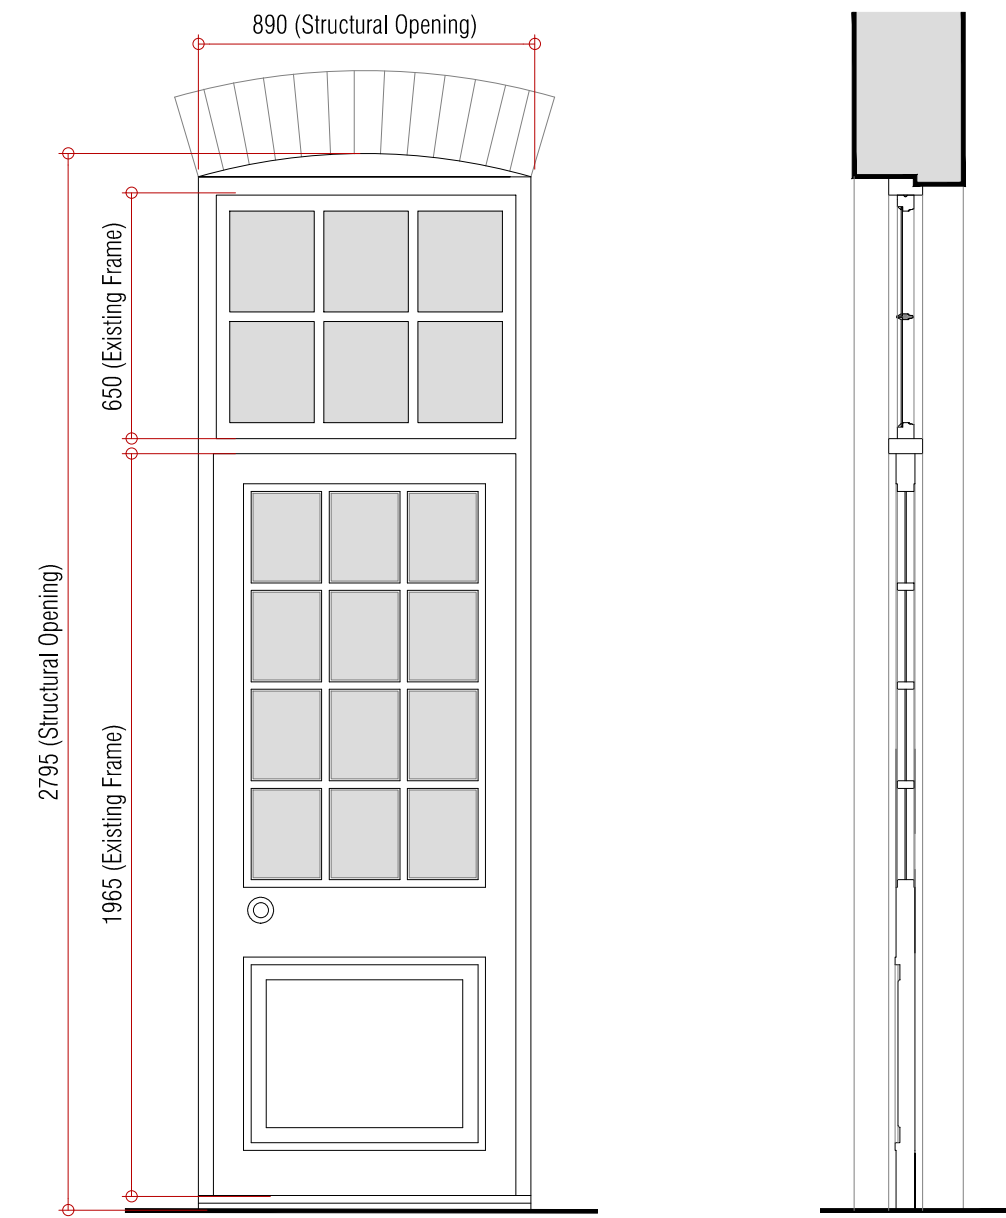 890 (Structural Opening)
650 (Existing Frame)
2795 (Structural Opening)
1965 (Existing Frame)